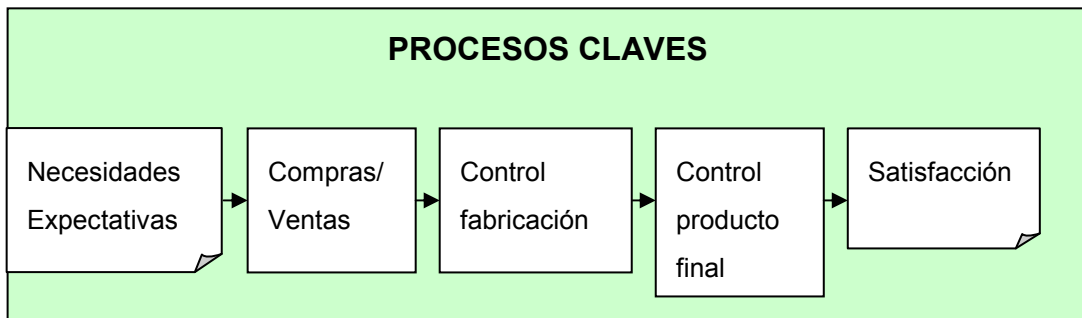 PROCESOS CLAVES
Necesidades
Expectativas
Compras/
Ventas
Control
fabricación
Control
producto
final
Satisfacción